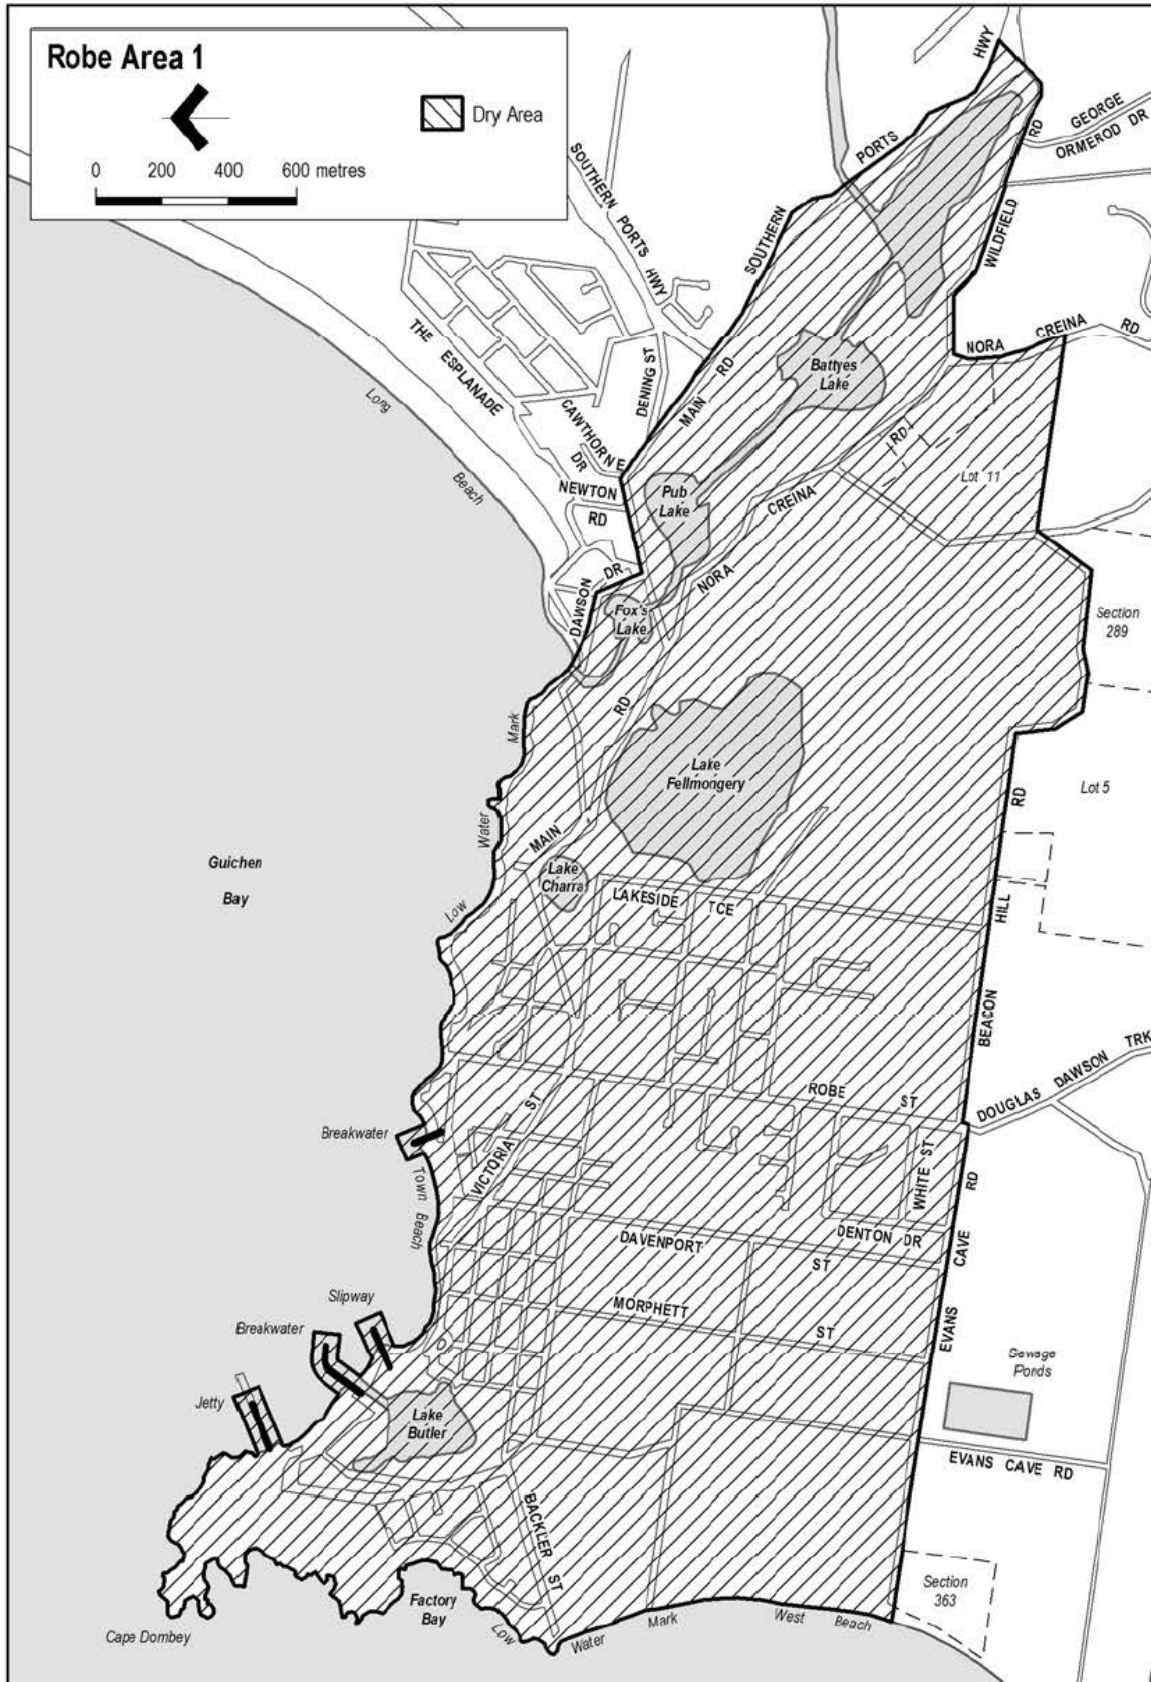 Robe Area 1
Dry Area
0 200 400 600 metres
HWY
PORTS
SOUTHERN
RD
GEORGE
ORMEROD DR
WILDFIELD
SOUTHERN PORTS HWY
THE ESPLANADE
DENING ST
MAIN RD
CAWTHORNE
DR
NEWTON
RD
Long
Beach
Battyes
Lake
NORA CREINA RD
Lot 11
Pub
Lake
NORA CREINA RD
DAWSON DR
Fox's
Lake
Section
289
RD
Lake
Fellmongery
Lot 5
RD
Mark
Water
Low
MAIN
Guichen
Bay
Lake
Charra
LAKESIDE TCE
HILL
BEACON
DOUGLAS DAWSON TRK
ROBE ST
VICTORIA ST
WHITE ST
Breakwater
Town
Beach
DENTON DR
DAVENPORT
ST
RD
CAVE
EVANS
MORPHETT
ST
Slipway
Breakwater
Jetty
Lake
Butler
Sewage
Ponds
EVANS CAVE RD
BACKLER ST
Section
363
Factory
Bay
Cape Dombey
Low
Water
Mark
West
Beach